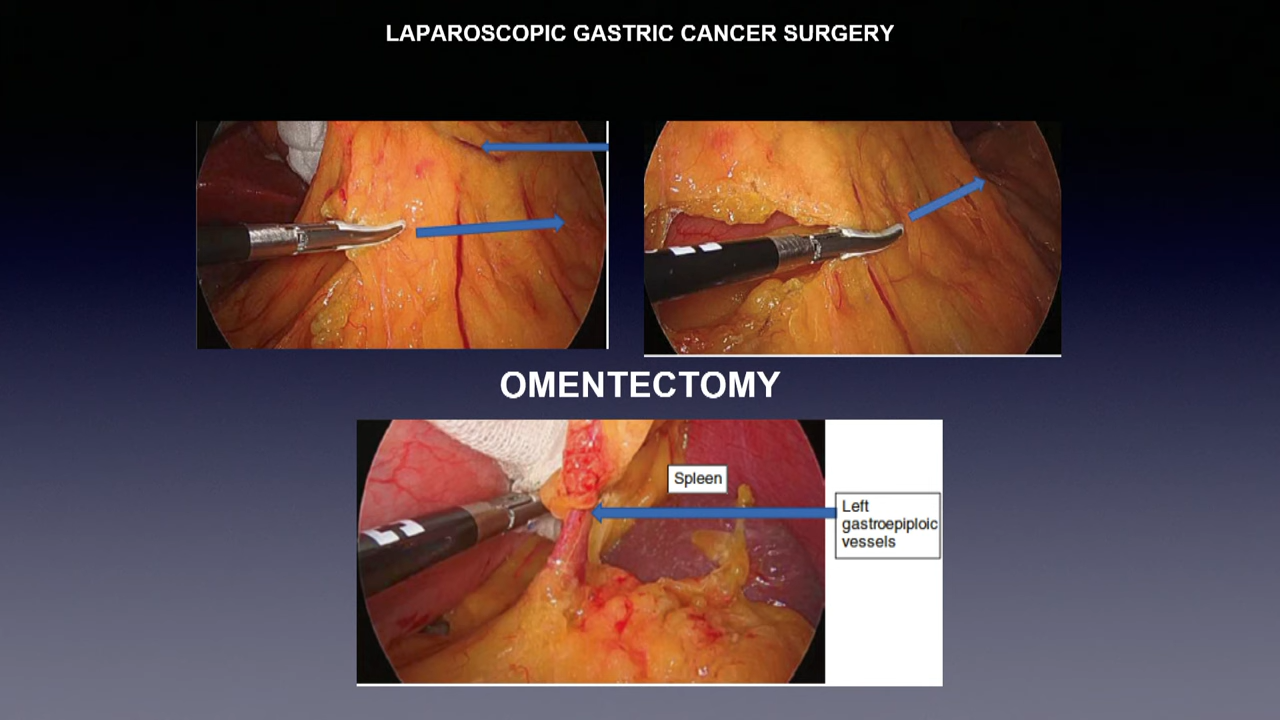 LAPAROSCOPIC GASTRIC CANCER SURGERY
OMENTECTOMY
Spleen
Left
gastroepiploic
vessels